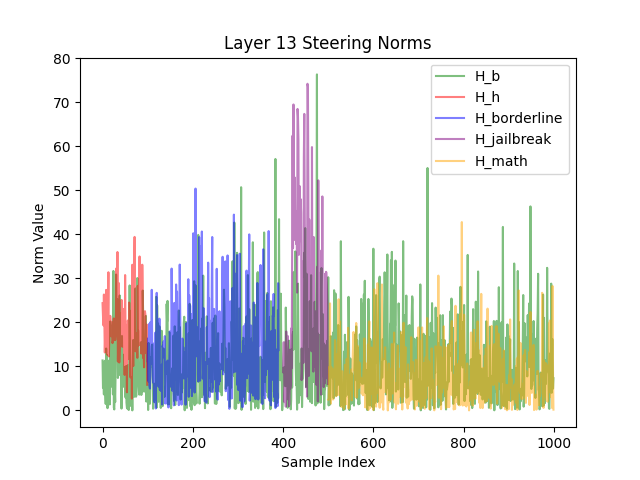 Layer 13 Steering Norms
Norm Value
80
70
60
50
40
30
20
10
0
H_b
H_h
H_borderline
H_jailbreak
H_math
0
200
400
600
800
1000
Sample Index